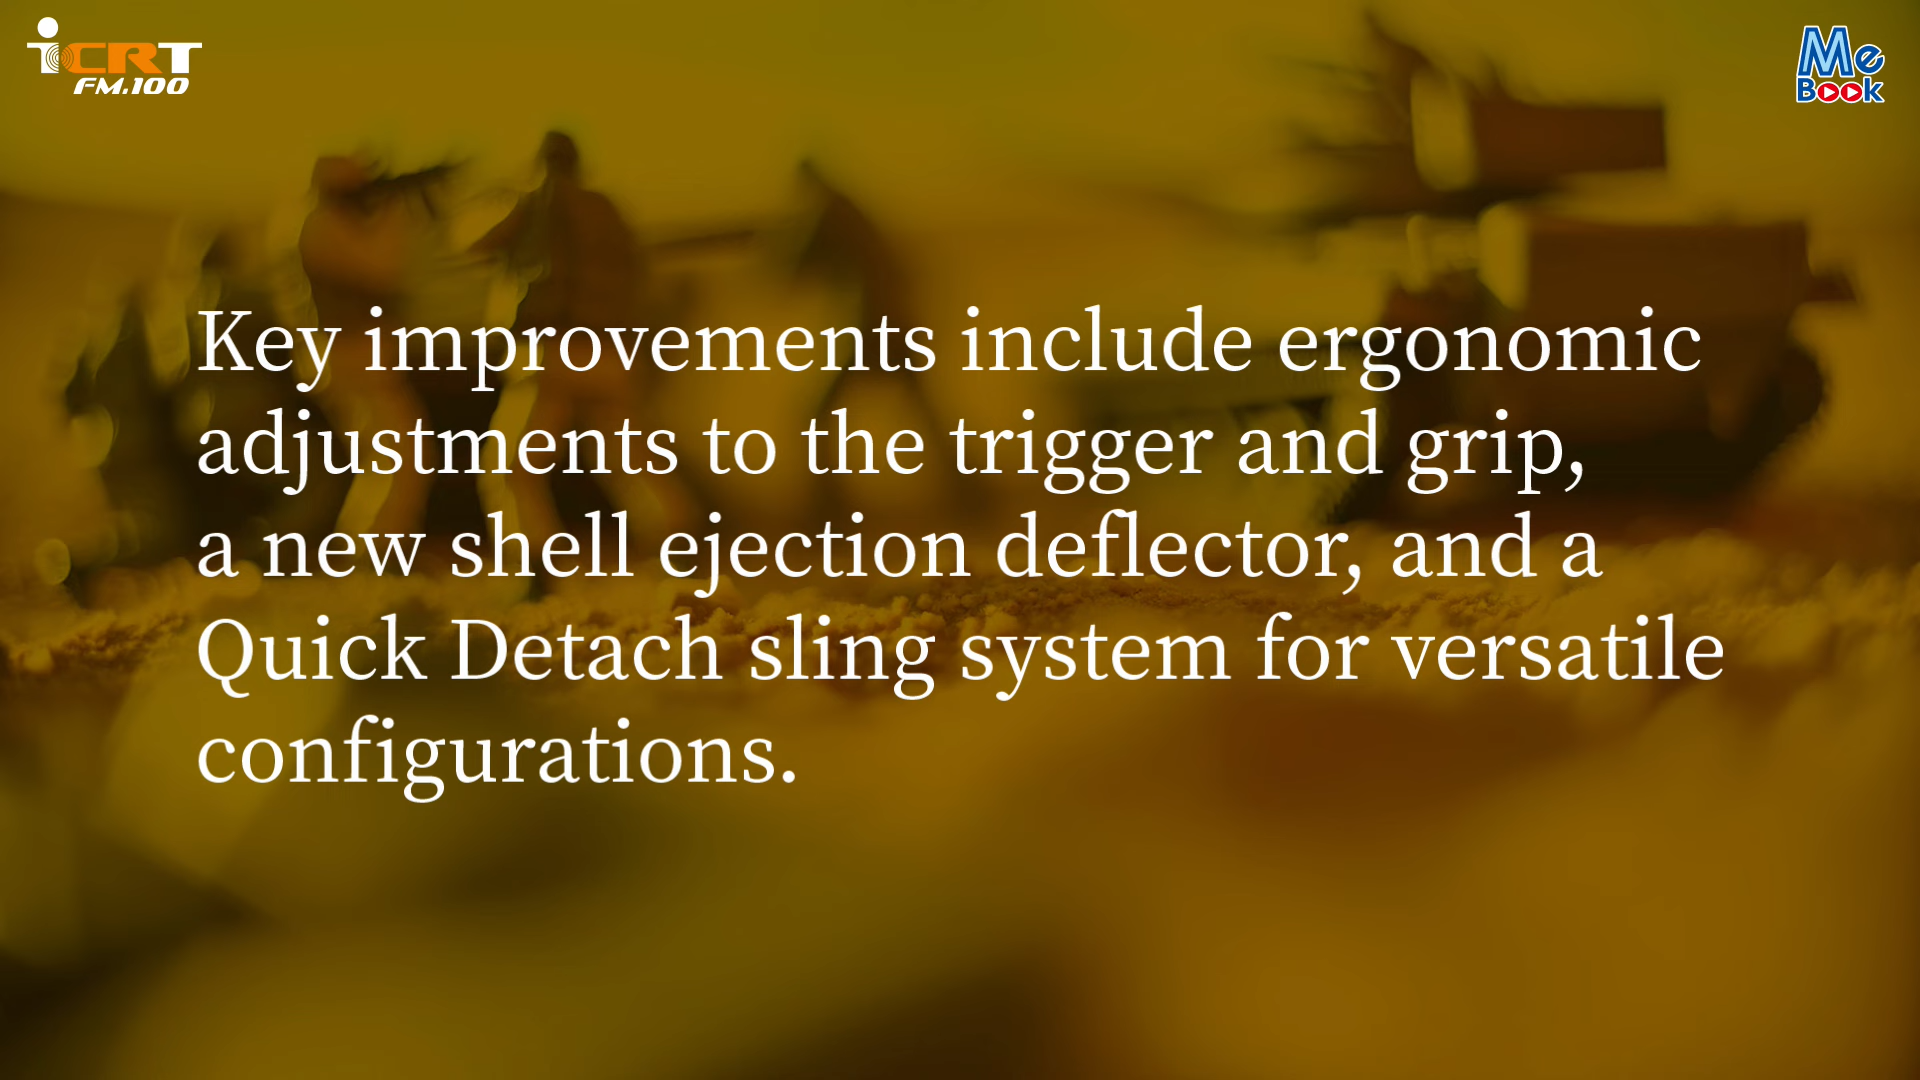 iCRT
FM.100
Me
Book
Key improvements include ergonomic
adjustments to the trigger and grip,
a new shell ejection deflector, and a
Quick Detach sling system for versatile
configurations.